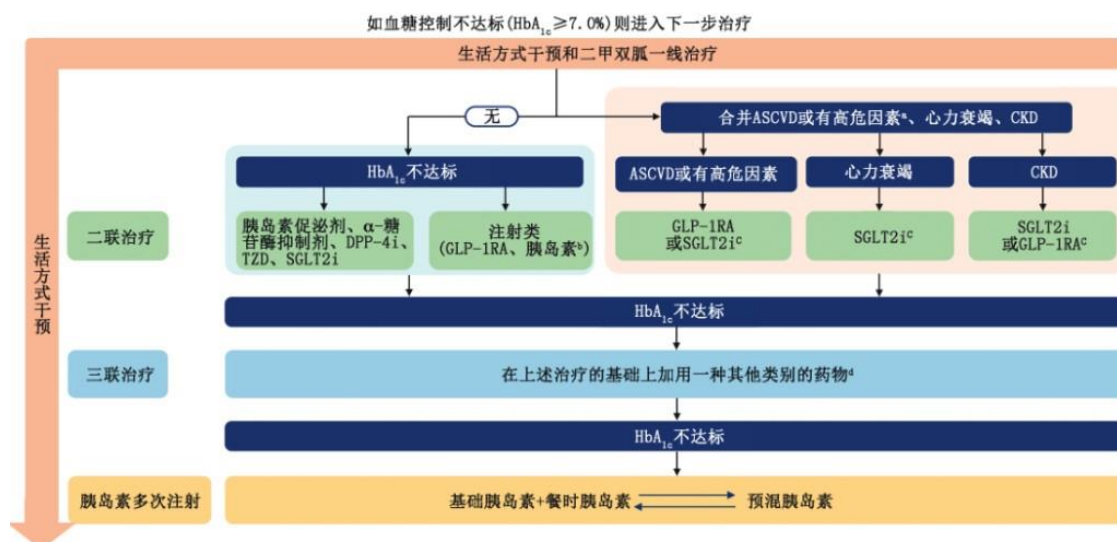 如血糖控制不达标(HbA1c≥7.0%)则进入下一步治疗
生活方式干预和二甲双胍一线治疗
无
合并ASCVD或有高危因素a、心力衰竭、CKD
HbA1c不达标
ASCVD或有高危因素
心力衰竭
CKD
二联治疗
胰岛素促泌剂、α-糖
苷酶抑制剂、DPP-4i、
TZD、SGLT2i
注射类
(GLP-1RA、胰岛素b)
GLP-1RA
或SGLT2iC
SGLT2iC
SGLT2i
或GLP-1RAC
生活方式干预
HbA1c不达标
三联治疗
在上述治疗的基础上加用一种其他类别的药物d
HbA1c不达标
胰岛素多次注射
基础胰岛素+餐时胰岛素
预混胰岛素